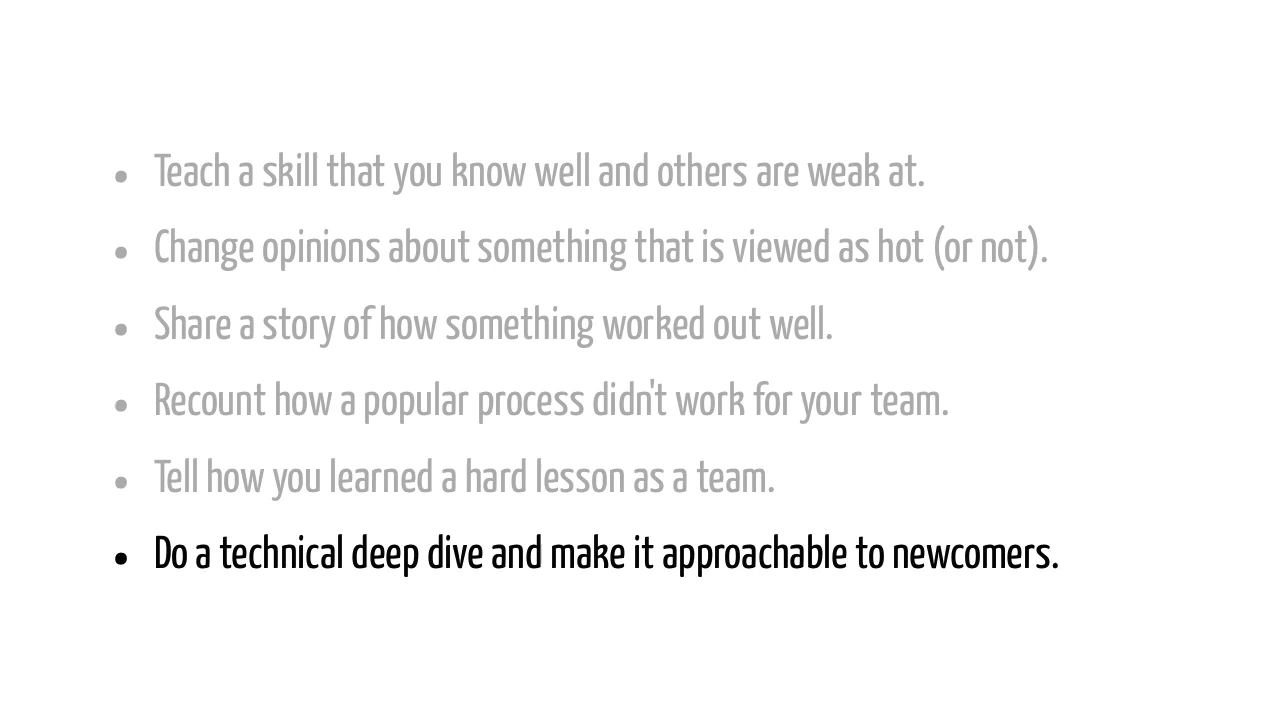 • Teach a skill that you know well and others are weak at.
• Change opinions about something that is viewed as hot (or not).
• Share a story of how something worked out well.
• Recount how a popular process didn't work for your team.
• Tell how you learned a hard lesson as a team.
• Do a technical deep dive and make it approachable to newcomers.